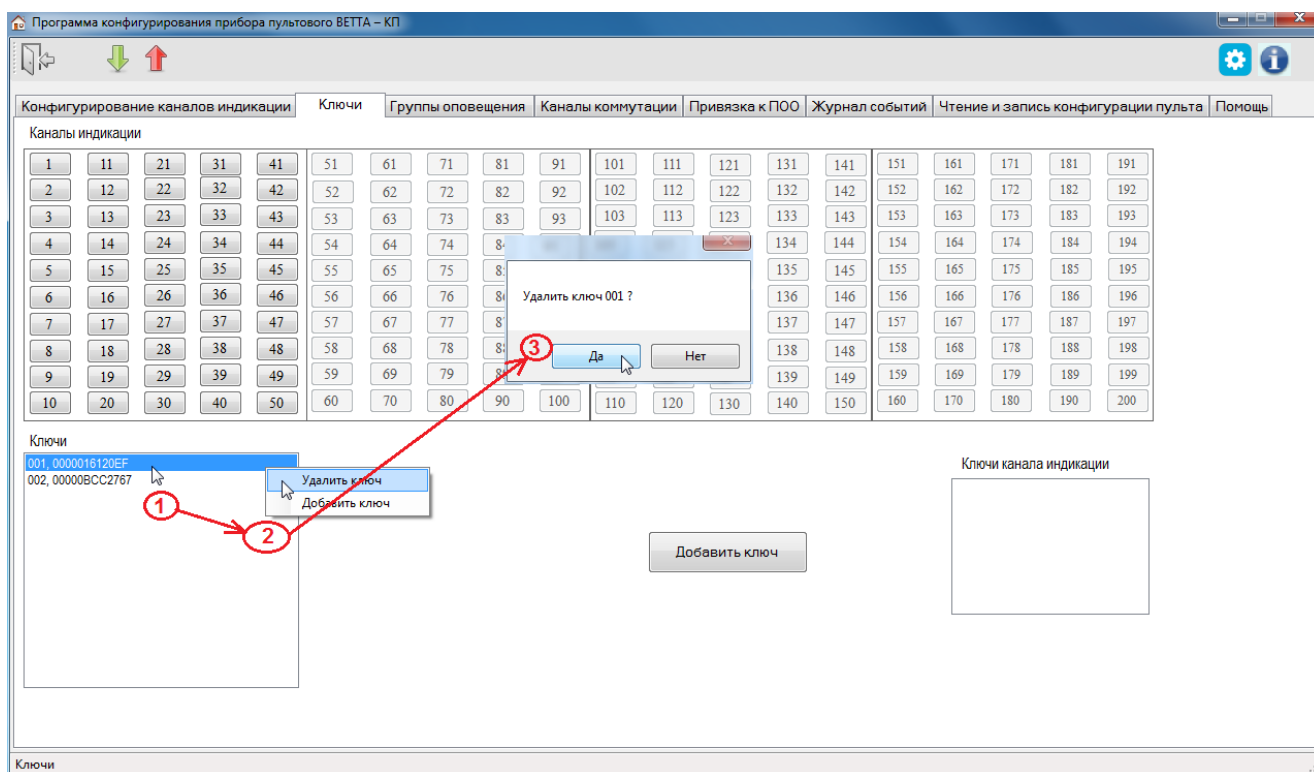 Программа конфигурирования прибора пультового ВЕТТА – КП
Конфигурирование каналов индикации Ключи Группы оповещения Каналы коммутации Привязка к ПОО Журнал событий Чтение и запись конфигурации пульта Помощь
Каналы индикации
1 11 21 31 41 51 61 71 81 91 101 111 121 131 141 151 161 171 181 191
2 12 22 32 42 52 62 72 82 92 102 112 122 132 142 152 162 172 182 192
3 13 23 33 43 53 63 73 83 93 103 113 123 133 143 153 163 173 183 193
4 14 24 34 44 54 64 74 134 144 154 164 174 184 194
5 15 25 35 45 55 65 75 135 145 155 165 175 185 195
6 16 26 36 46 56 66 76 136 146 156 166 176 186 196
7 17 27 37 47 57 67 77 137 147 157 167 177 187 197
8 18 28 38 48 58 68 78 138 148 158 168 178 188 198
9 19 29 39 49 59 69 79 139 149 159 169 179 189 199
10 20 30 40 50 60 70 80 90 100 110 120 130 140 150 160 170 180 190 200
Удалить ключ 001 ?
3
Да Нет
Ключи
001, 0000016120EF
002, 00000BCC2767
Удалить ключ
Добавить ключ
1
2
Добавить ключ
Ключи канала индикации
Ключи